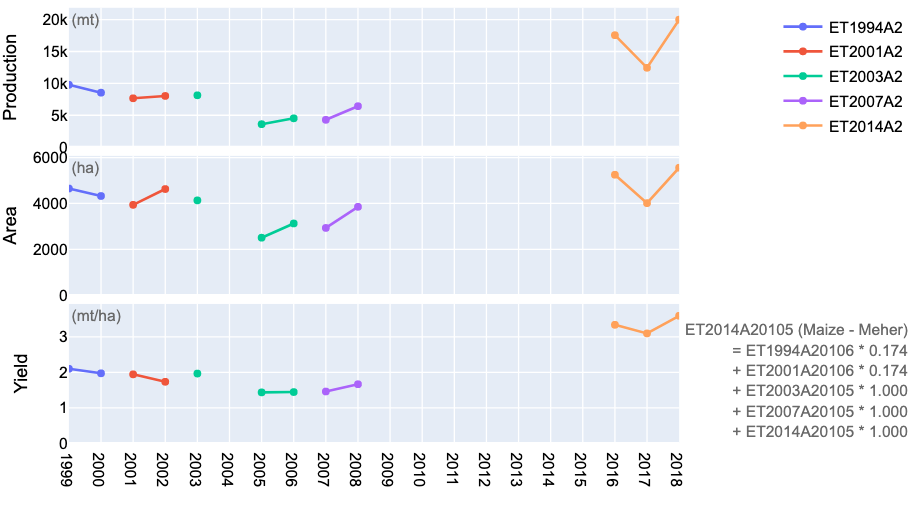 (mt)
Production
20k
15k
10k
5k
0
(ha)
Area
6000
4000
2000
0
(mt/ha)
Yield
3
2
1
0
1999
2000
2001
2002
2003
2004
2005
2006
2007
2008
2009
2010
2011
2012
2013
2014
2015
2016
2017
2018
ET1994A2
ET2001A2
ET2003A2
ET2007A2
ET2014A2
ET2014A20105 (Maize - Meher)
= ET1994A20106 * 0.174
+ ET2001A20106 * 0.174
+ ET2003A20105 * 1.000
+ ET2007A20105 * 1.000
+ ET2014A20105 * 1.000